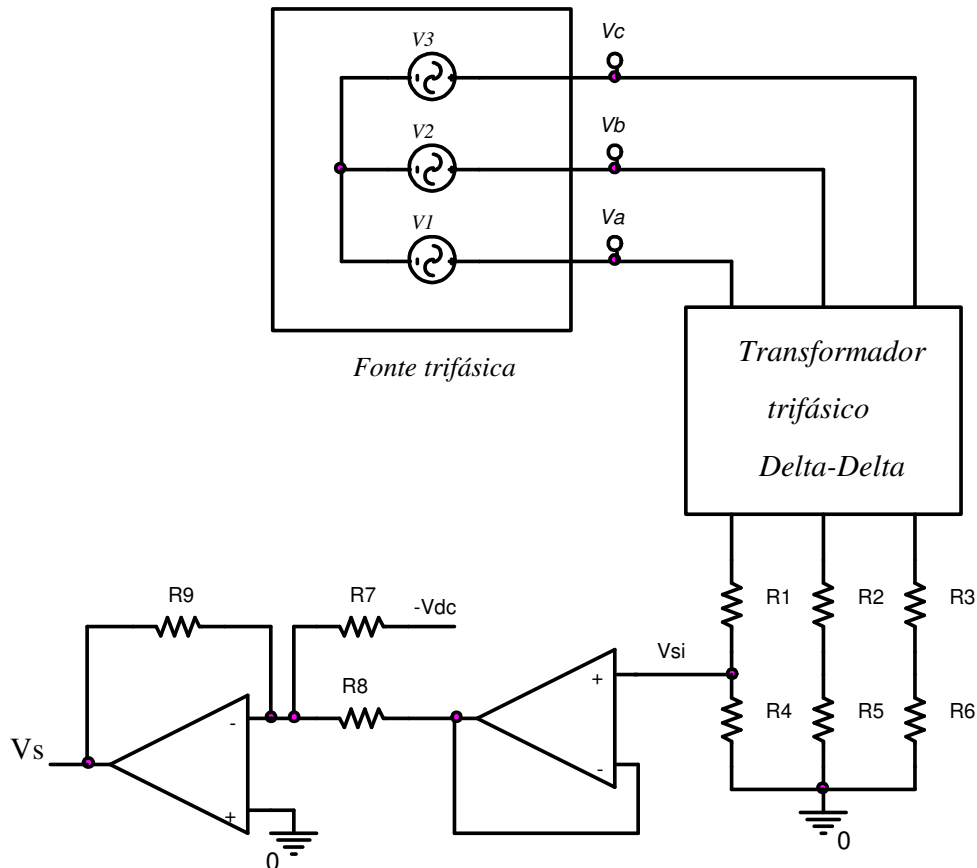 V3
Vc
V2
Vb
V1
Va
Fonte trifásica
Transformador
trifásico
Delta-Delta
R9
R7
-Vdc
R1
R2
R3
Vsi
R8
+
R4
R5
R6
-
Vs
-
+
0
0